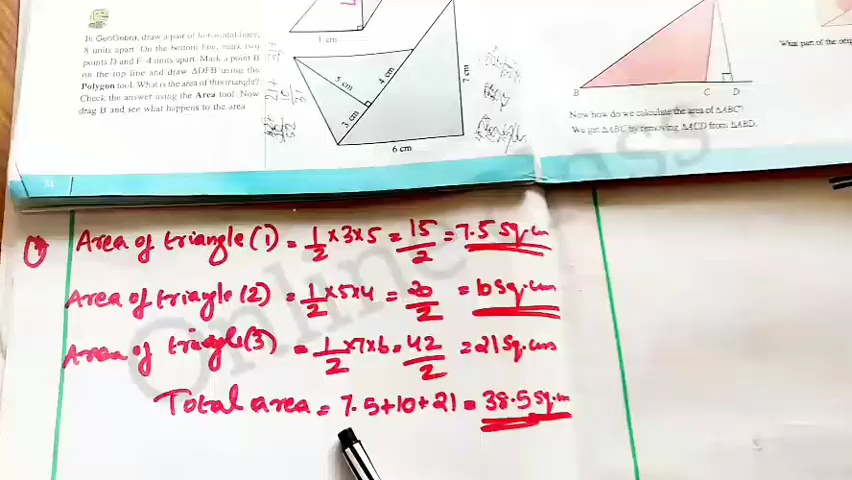 1 cm
In GeoGebra, draw a pair of horizontal lines,
8 units apart. On the bottom line, mark two
points D and F 4 units apart. Mark a point B
on the top line and draw ΔDFB using the
Polygon tool. What is the area of this triangle?
Check the answer using the Area tool. Now
drag B and see what happens to the area
5 cm
4 cm
3 cm
7 cm
6 cm
B
C
D
What part of the orig
Now how do we calculate the area of ΔABC?
We get ΔABC by removing ΔACD from ΔABD.
Area of triangle (1) = 1/2 × 3 × 5 = 15/2 = 7.5 Sq.cm
Area of triangle (2) = 1/2 × 5 × 4 = 20/2 = 10 Sq.cm
Area of triangle (3) = 1/2 × 7 × 6 = 42/2 = 21 Sq.cm
Total area = 7.5 + 10 + 21 = 38.5 sq.m